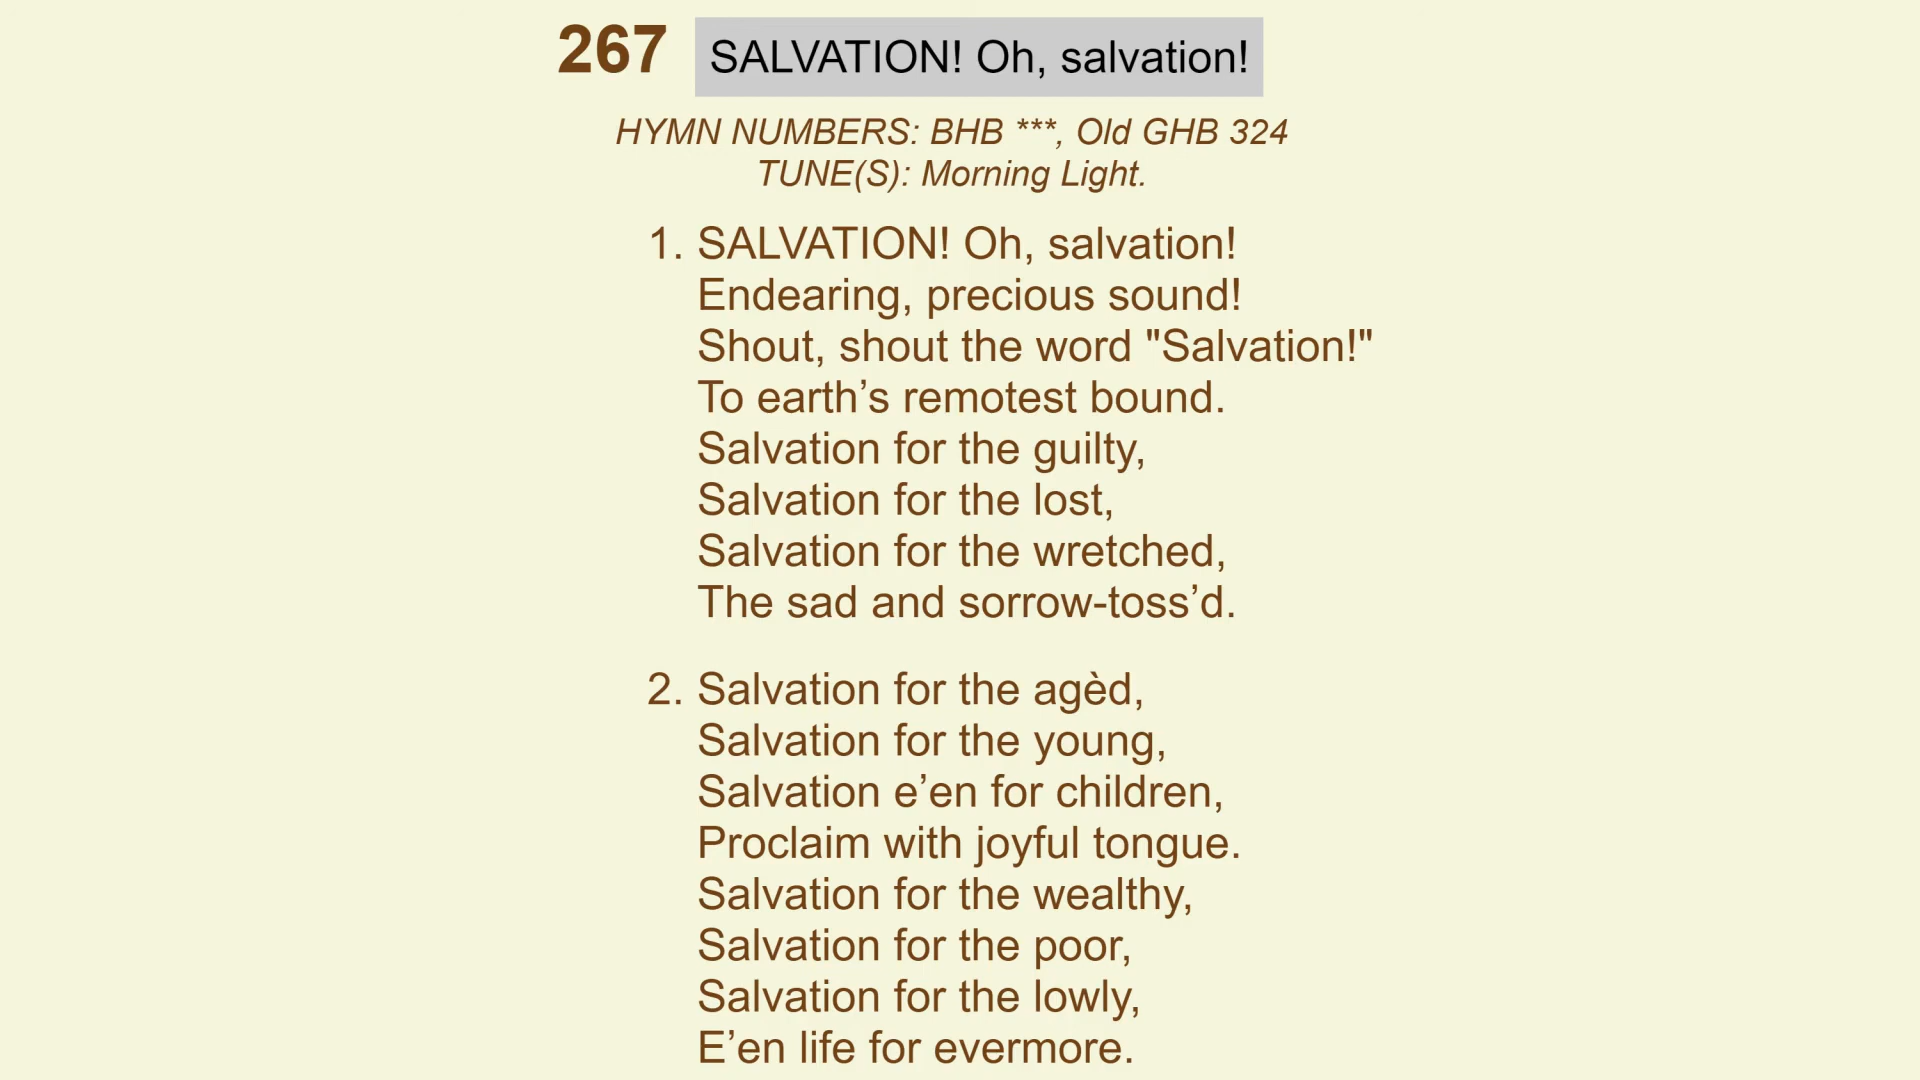 267 SALVATION! Oh, salvation!
HYMN NUMBERS: BHB ***, Old GHB 324
TUNE(S): Morning Light.
1. SALVATION! Oh, salvation!
Endearing, precious sound!
Shout, shout the word "Salvation!"
To earth’s remotest bound.
Salvation for the guilty,
Salvation for the lost,
Salvation for the wretched,
The sad and sorrow-toss’d.
2. Salvation for the agèd,
Salvation for the young,
Salvation e’en for children,
Proclaim with joyful tongue.
Salvation for the wealthy,
Salvation for the poor,
Salvation for the lowly,
E’en life for evermore.